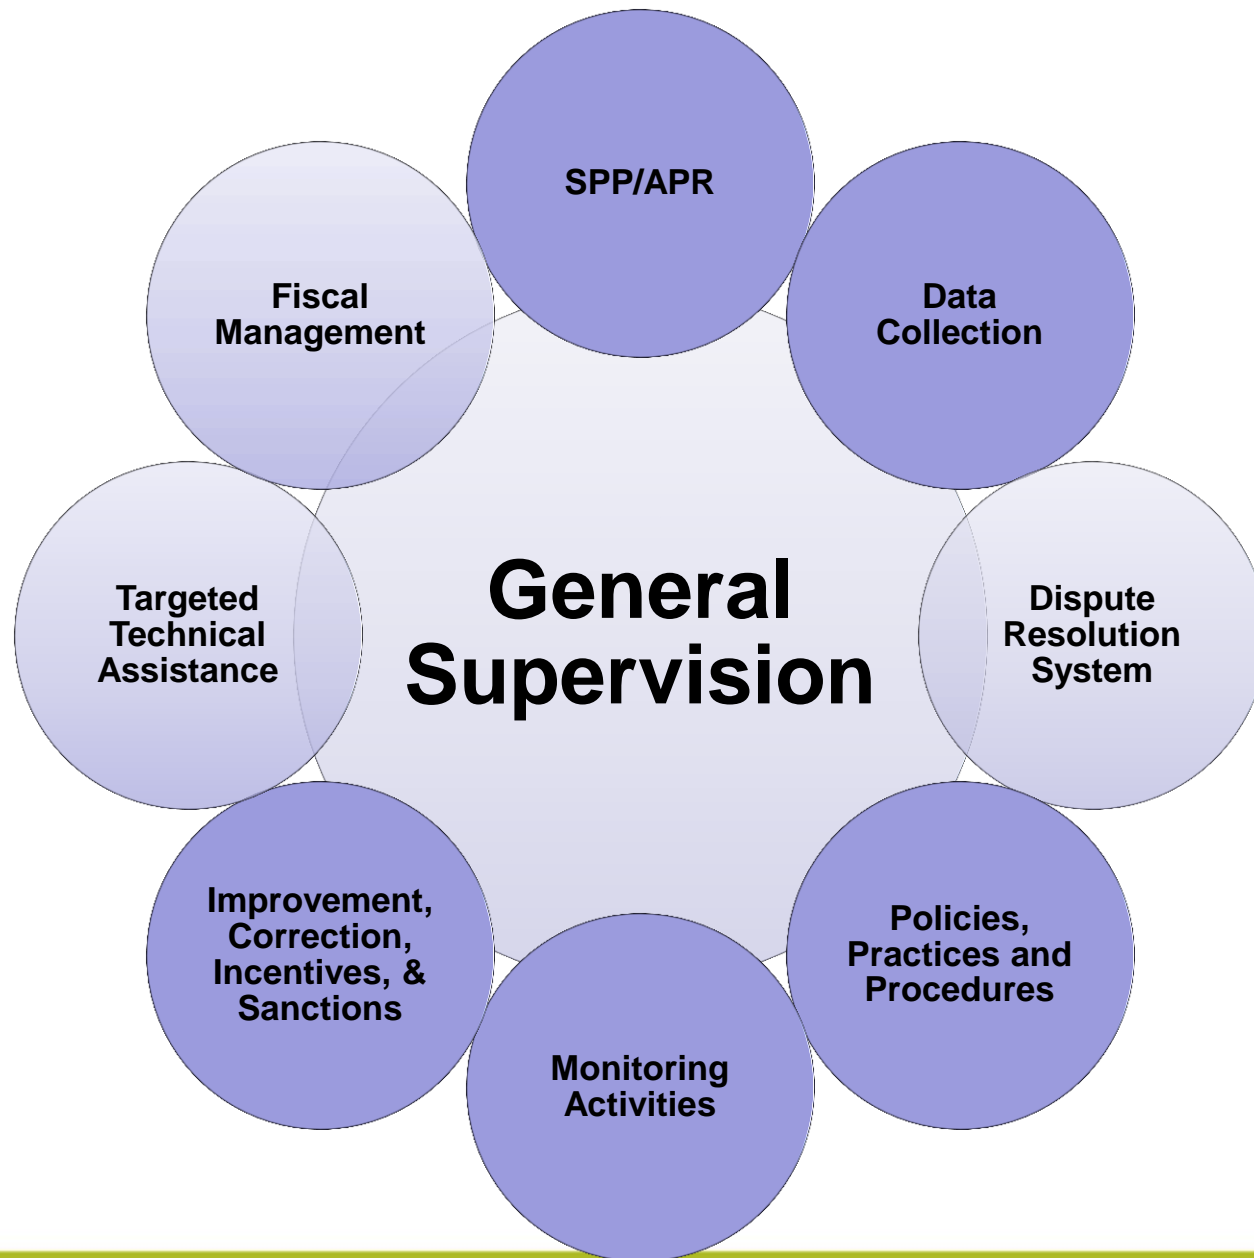 SPP/APR
Data
Collection
Dispute
Resolution
System
Policies,
Practices and
Procedures
Monitoring
Activities
Improvement,
Correction,
Incentives, &
Sanctions
Targeted
Technical
Assistance
Fiscal
Management
General
Supervision